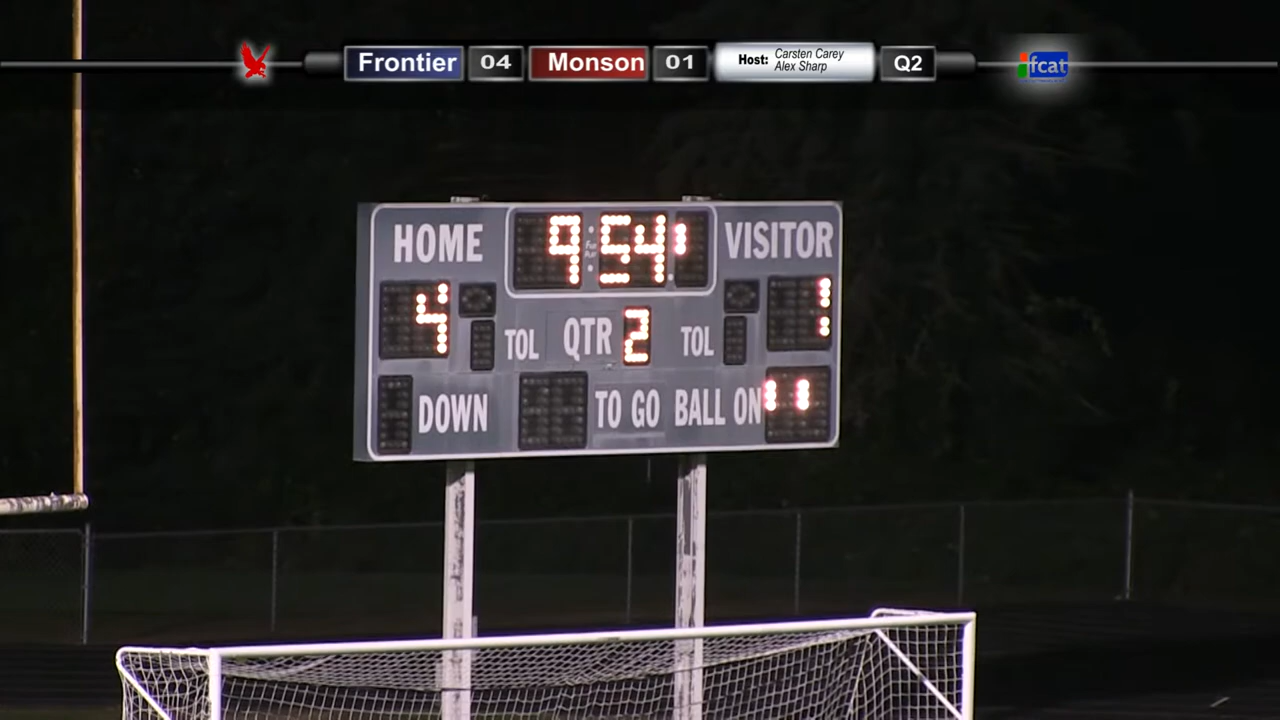 Frontier 04 Monson 01 Host: Carsten Carey Q2 fcat
Alex Sharp
HOME 9:54 VISITOR
4 1
TOL QTR 2 TOL
DOWN TO GO BALL ON